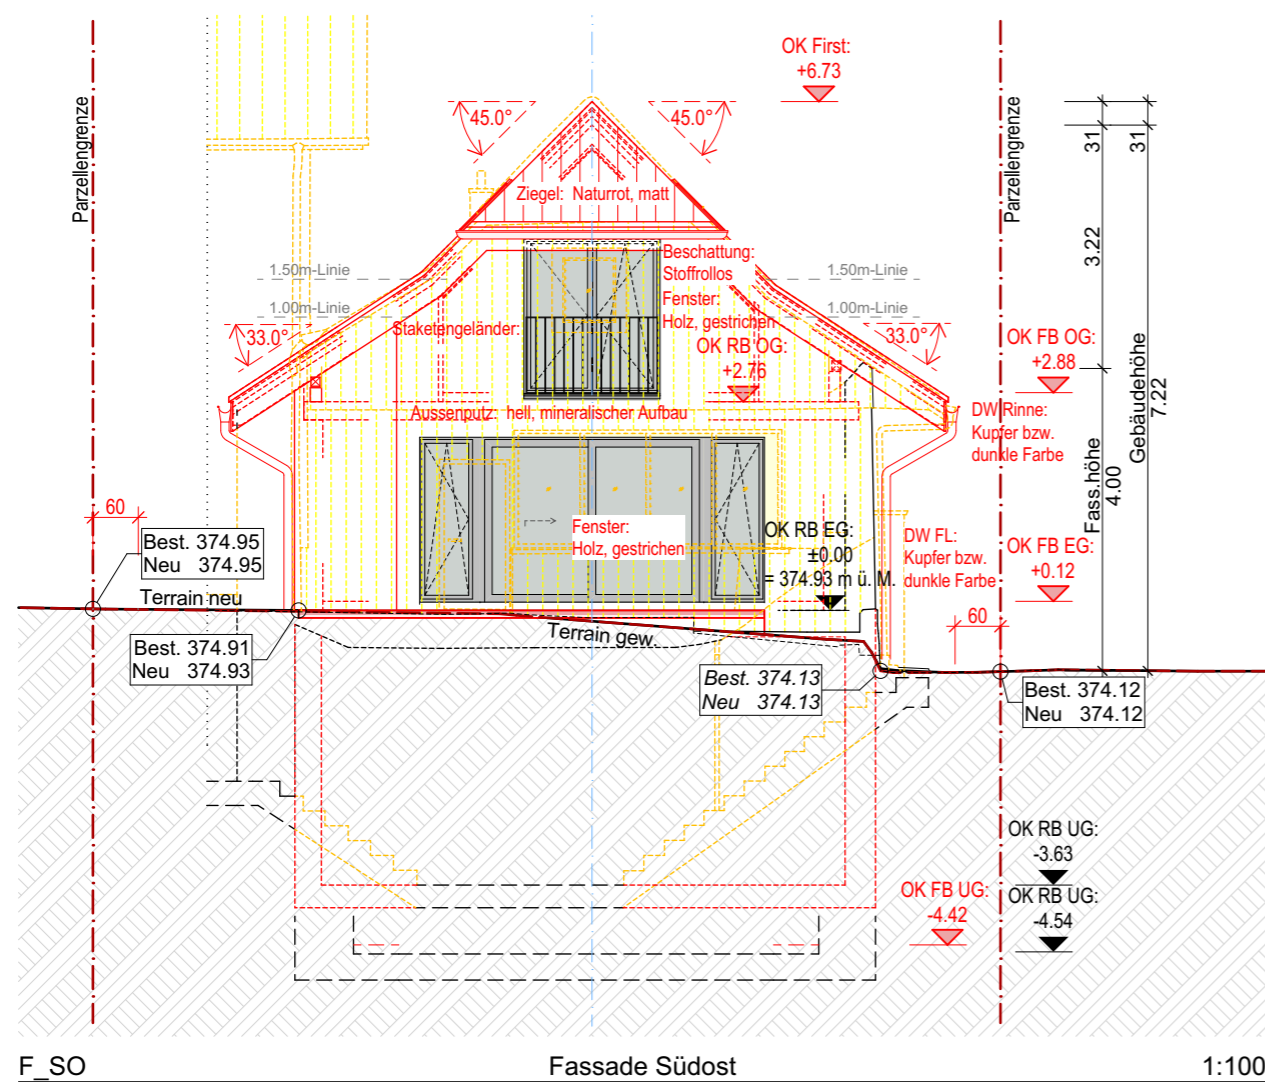 OK First:
+6.73
Parzellengrenze
Parzellengrenze
45.0°
45.0°
31
31
Ziegel: Naturrot, matt
Beschattung:
Stoffrollos
1.50m-Linie
1.50m-Linie
3.22
Fenster:
Holz, gestrichen
1.00m-Linie
1.00m-Linie
Staketengeländer:
33.0°
33.0°
OK RB OG:
+2.76
OK FB OG:
+2.88
Gebäudehöhe
7.22
Aussenputz: hell, mineralischer Aufbau
DW Rinne:
Kupfer bzw.
dunkle Farbe
Fass.höhe
4.00
60
Best. 374.95
Neu 374.95
Fenster:
Holz, gestrichen
OK RB EG:
±0.00
= 374.93 m ü. M.
DW FL:
Kupfer bzw.
dunkle Farbe
OK FB EG:
+0.12
Terrain neu
60
Best. 374.91
Neu 374.93
Terrain gew.
Best. 374.13
Neu 374.13
Best. 374.12
Neu 374.12
OK RB UG:
-3.63
OK FB UG:
-4.42
OK RB UG:
-4.54
F_SO
Fassade Südost
1:100